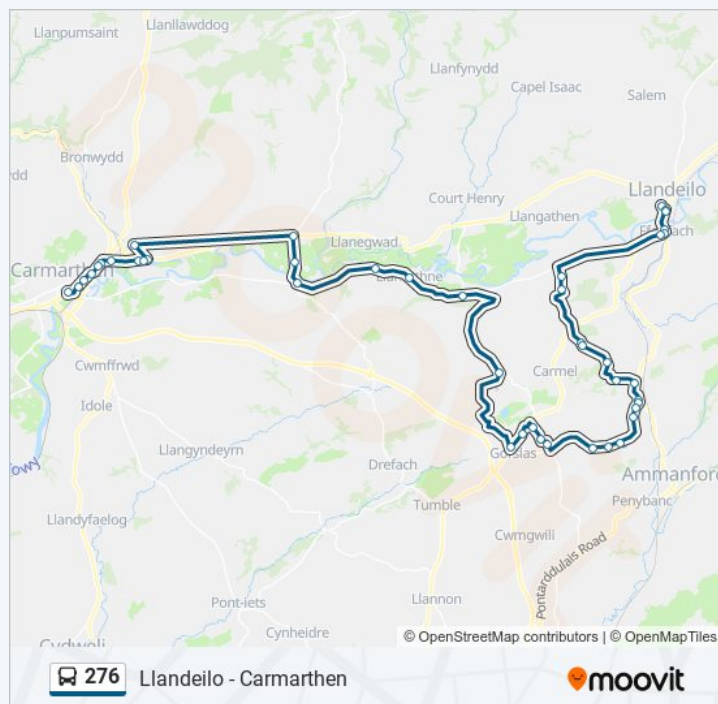 Llanpumsaint
Llanllawddog
Llanfynydd
Capel Isaac
Salem
Bronwydd
Court Henry
Llandeilo
Llangathen
Llanegwad
Carmarthen
Cwmffrwd
Carmel
Idole
Llangyndeyrn
Gorslas
Drefach
Ammanford
Tumble
Penybanc
Llandyfaelog
Cwmgwili
Pontarddulais Road
Pont-iets
Llannon
Cynheidre
Cydweli
© OpenStreetMap contributors | © OpenMapTiles
276
Llandeilo - Carmarthen
moovit